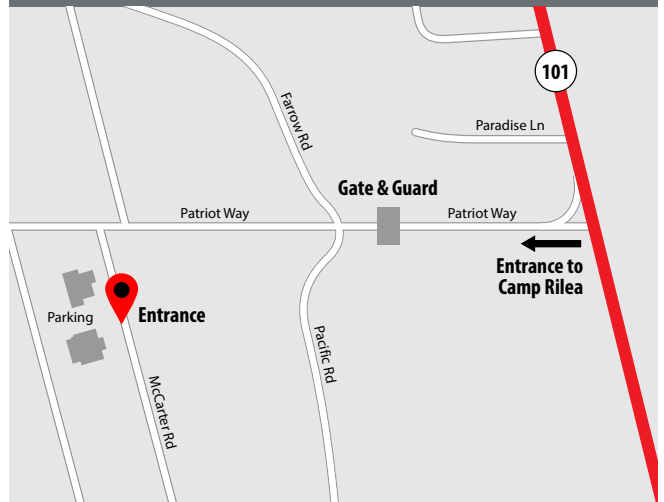 101
Farrow Rd
Paradise Ln
Gate & Guard
Patriot Way
Patriot Way
Entrance to
Camp Rilea
Parking
Entrance
Pacific Rd
McCarter Rd